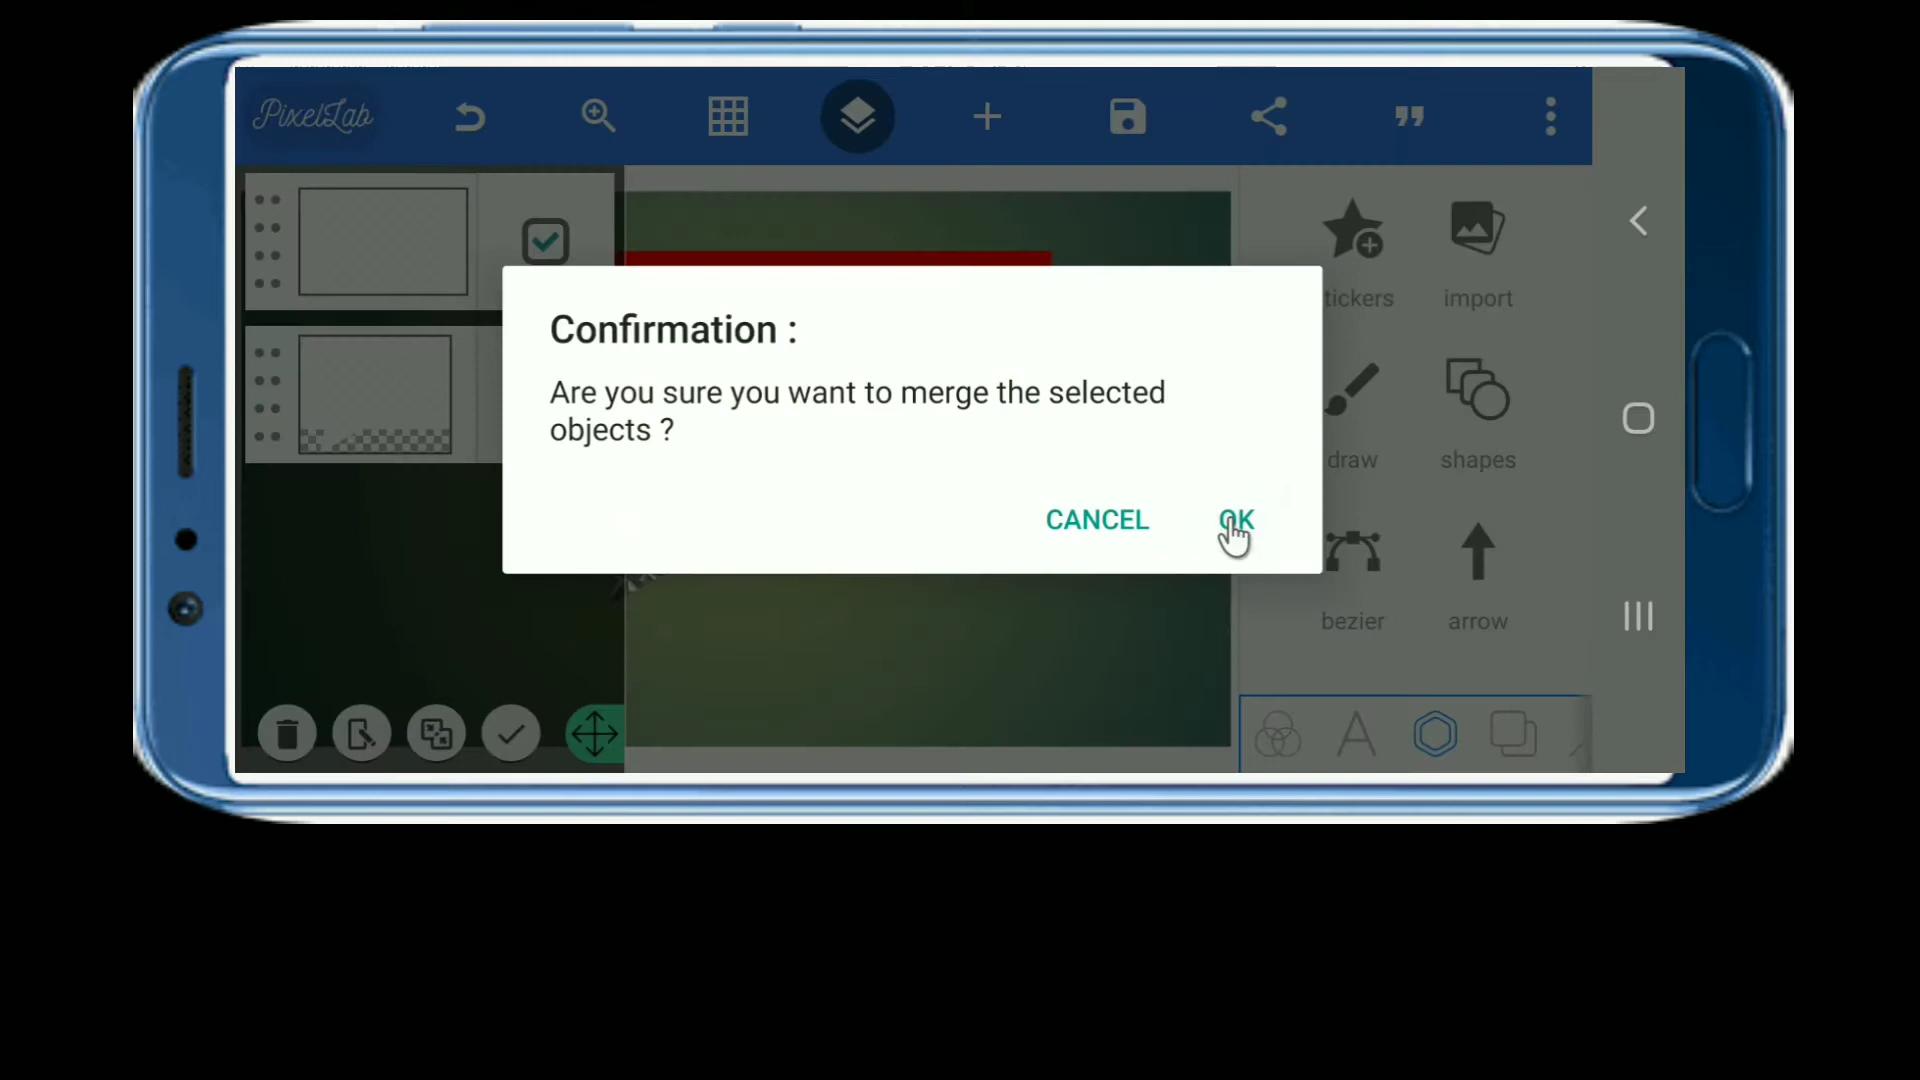 PixelLab
Confirmation :
Are you sure you want to merge the selected
objects ?
CANCEL
OK
tickers
import
draw
shapes
bezier
arrow